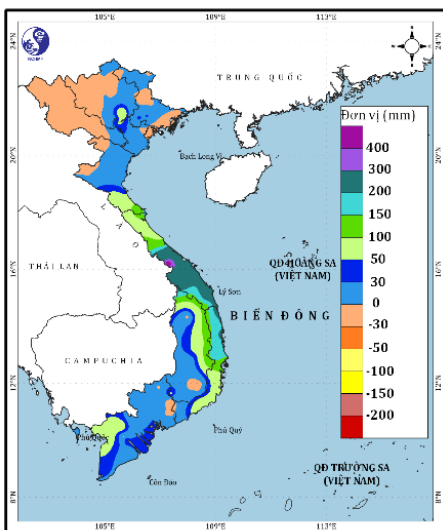 105°E 109°E 113°E
24°N 24°N
TRUNG QUỐC
Đơn vị (mm)
400
300
200
150
100
50
30
0
-30
-50
-100
-150
-200
20°N 20°N
Bạch Long Vĩ
LÀO
THÁI LAN
QĐ HOÀNG SA
(VIỆT NAM)
16°N 16°N
Lý Sơn
BIỂN ĐÔNG
CAMPUCHIA
12°N 12°N
Phú Quốc
Phú Quý
Côn Đảo
QĐ TRƯỜNG SA
(VIỆT NAM)
8°N 8°N
105°E 109°E 113°E